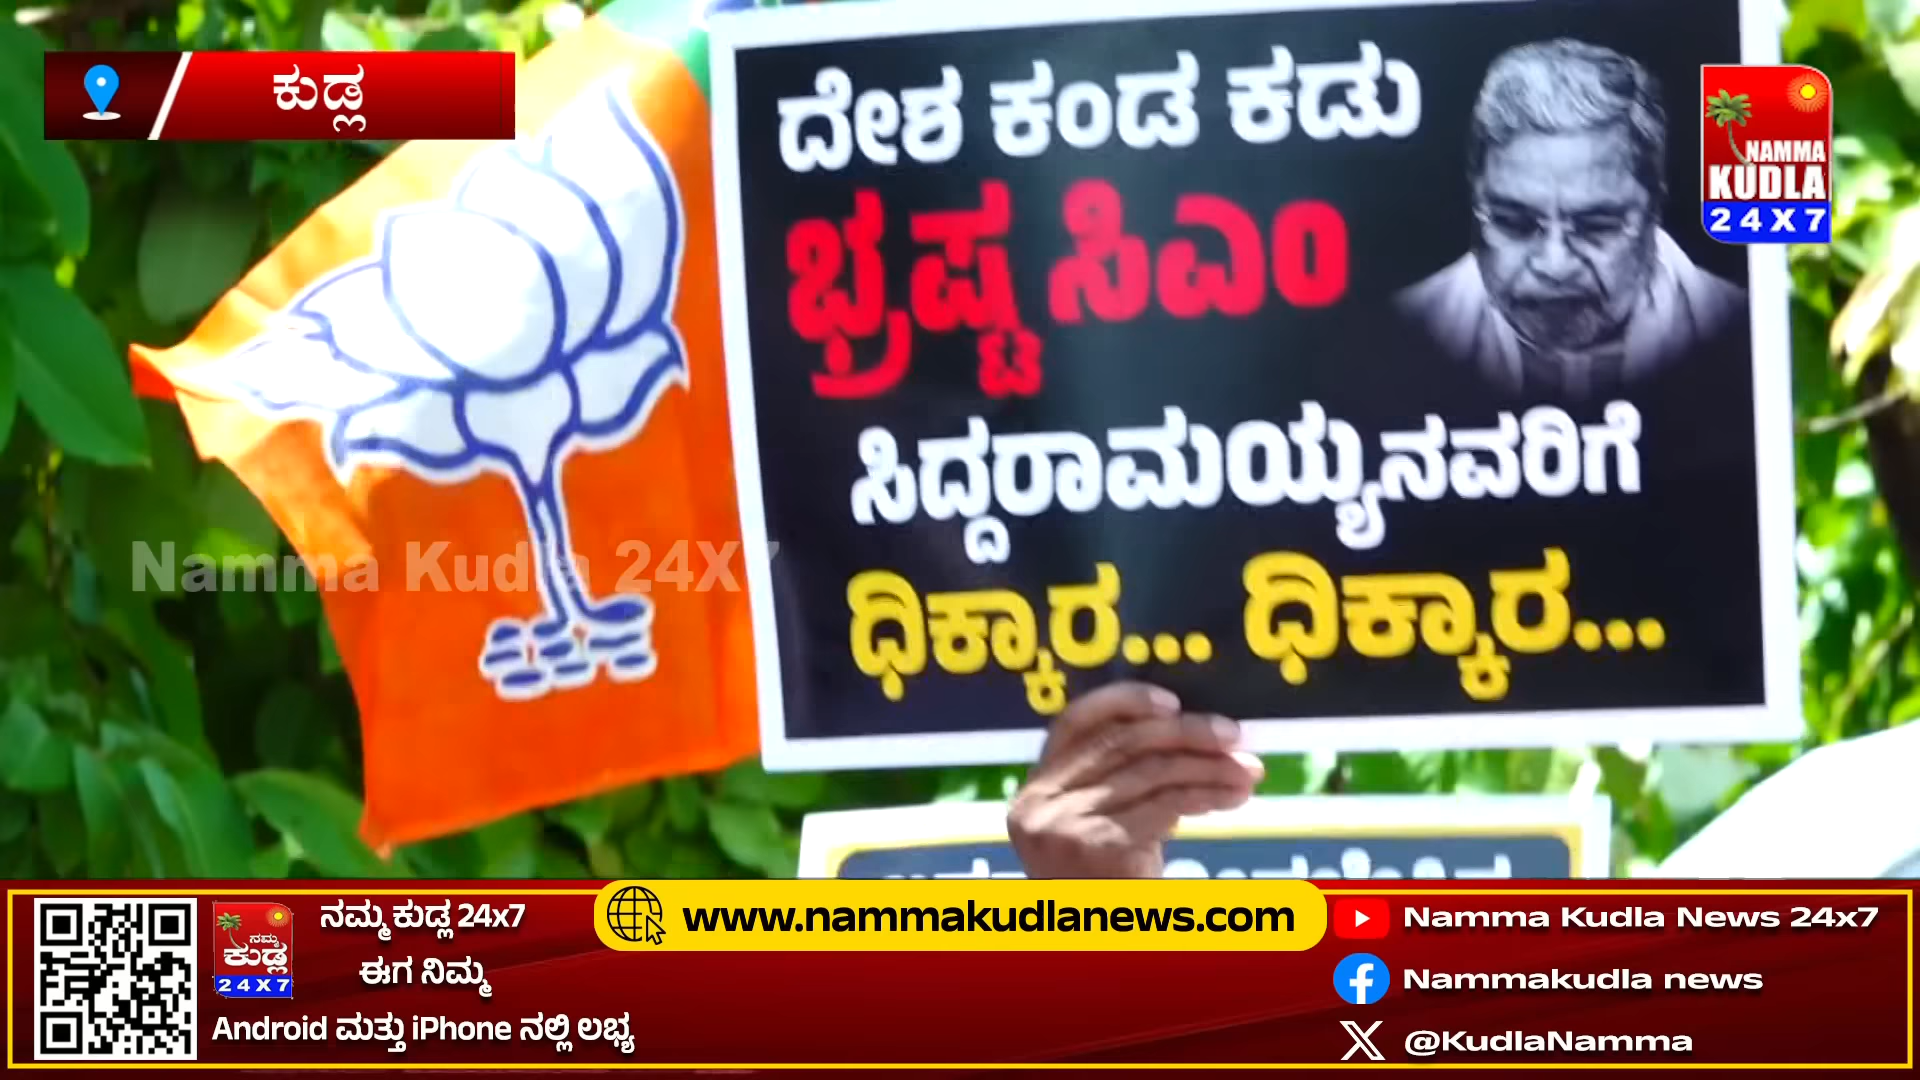 ಕುಡ್ಲ
ದೇಶ ಕಂಡ ಕಡು
ಭ್ರಷ್ಟ ಸಿಎಂ
ಸಿದ್ದರಾಮಯ್ಯನವರಿಗೆ
ಧಿಕ್ಕಾರ... ಧಿಕ್ಕಾರ...
NAMMA
KUDLA
24X7
Namma Kudla 24X7
ನಮ್ಮ ಕುಡ್ಲ 24x7
ಈಗ ನಿಮ್ಮ
Android ಮತ್ತು iPhone ನಲ್ಲಿ ಲಭ್ಯ
ನಮ್ಮ
ಕುಡ್ಲ
24X7
www.nammakudlanews.com
Namma Kudla News 24x7
Nammakudla news
@KudlaNamma